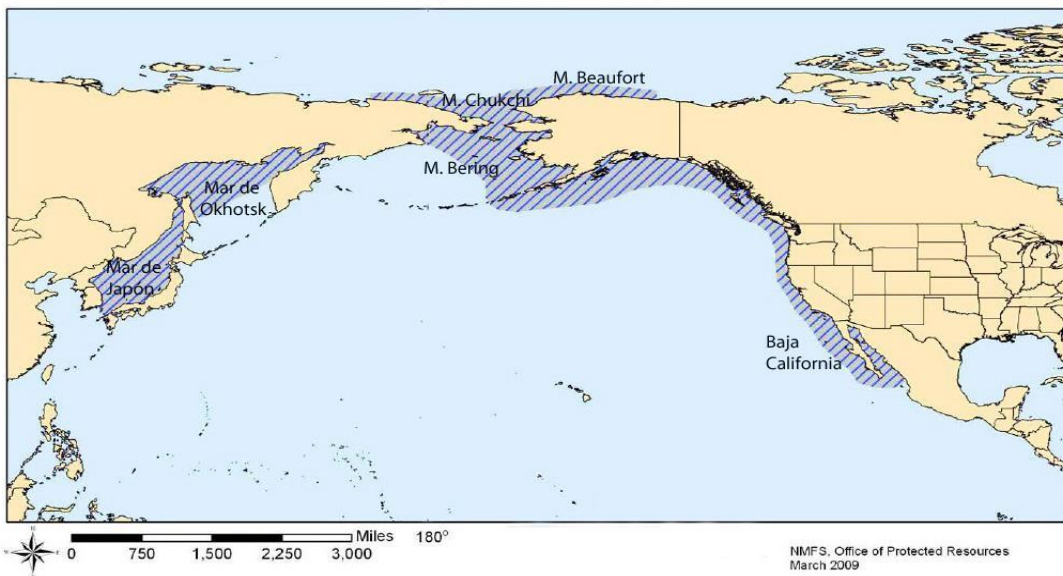 M. Beaufort
M. Chukchi
M. Bering
Mar de
Okhotsk
Mar de
Japón
Baja
California
Miles
180°
0 750 1,500 2,250 3,000
NMFS, Office of Protected Resources
March 2009